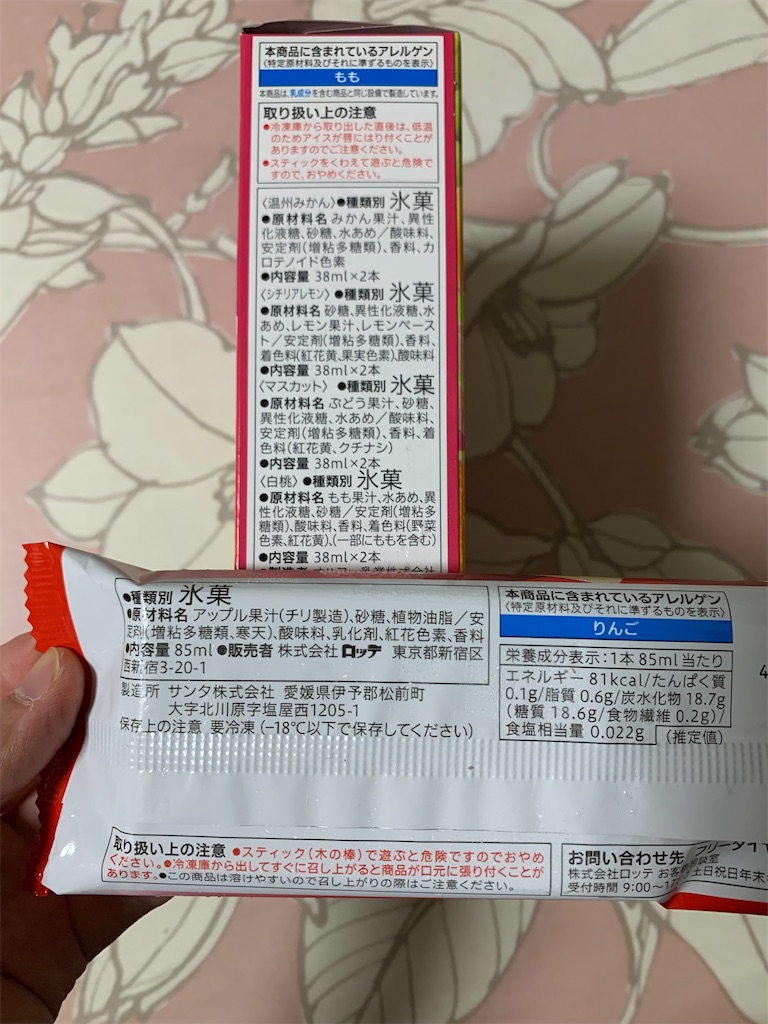 本商品に含まれているアレルゲン
〈特定原材料及びそれに準ずるものを表示〉
もも
本商品は、乳成分を含む商品と同じ設備で製造しています。
取り扱い上の注意
●冷凍庫から取り出した直後は、低温
のためアイスが唇にはり付くことが
ありますのでご注意ください。
●スティックをくわえて遊ぶと危険で
すので、おやめください。
〈温州みかん〉●種類別 氷菓
●原材料名 みかん果汁、異性
化液糖、砂糖、水あめ/酸味料、
安定剤(増粘多糖類)、香料、カ
ロテノイド色素
●内容量 38ml×2本
〈シチリアレモン〉●種類別 氷菓
●原材料名 砂糖、異性化液糖、水
あめ、レモン果汁、レモンペース
ト/安定剤(増粘多糖類)、香料、
着色料(紅花黄、果実色素)、酸味料
●内容量 38ml×2本
〈マスカット〉 ●種類別 氷菓
●原材料名 ぶどう果汁、砂糖、
異性化液糖、水あめ/酸味料、
安定剤(増粘多糖類)、香料、着
色料(紅花黄、クチナシ)
●内容量 38ml×2本
〈白桃〉 ●種類別 氷菓
●原材料名 もも果汁、水あめ、異
性化液糖、砂糖/安定剤(増粘多
糖類)、酸味料、香料、着色料(野菜
色素、紅花黄)、(一部にももを含む)
●内容量 38ml×2本
●種類別 氷菓
●原材料名 アップル果汁(チリ製造)、砂糖、植物油脂/安
定剤(増粘多糖類、寒天)、酸味料、乳化剤、紅花色素、香料
●内容量 85ml ●販売者 株式会社 ロッテ 東京都新宿区
西新宿3-20-1
製造所 サンタ株式会社 愛媛県伊予郡松前町
大字北川原字塩屋西1205-1
保存上の注意 要冷凍(−18℃以下で保存してください)
本商品に含まれているアレルゲン
〈特定原材料及びそれに準ずるものを表示〉
りんご
栄養成分表示:1本85ml当たり
エネルギー 81kcal/たんぱく質
0.1g/脂質 0.6g/炭水化物 18.7g
(糖質 18.6g/食物繊維 0.2g)/
食塩相当量 0.022g (推定値)
取り扱い上の注意 ●スティック(木の棒)で遊ぶと危険ですのでおやめ
ください。●冷凍庫から出してすぐに召し上がると商品が口元に張り付くことが
あります。●この商品は溶けやすいので召し上がりの際はご注意ください。
お問い合わせ先 フリーダイヤ
株式会社ロッテ お客 相談室
受付時間 9:00〜1 土日祝日年末